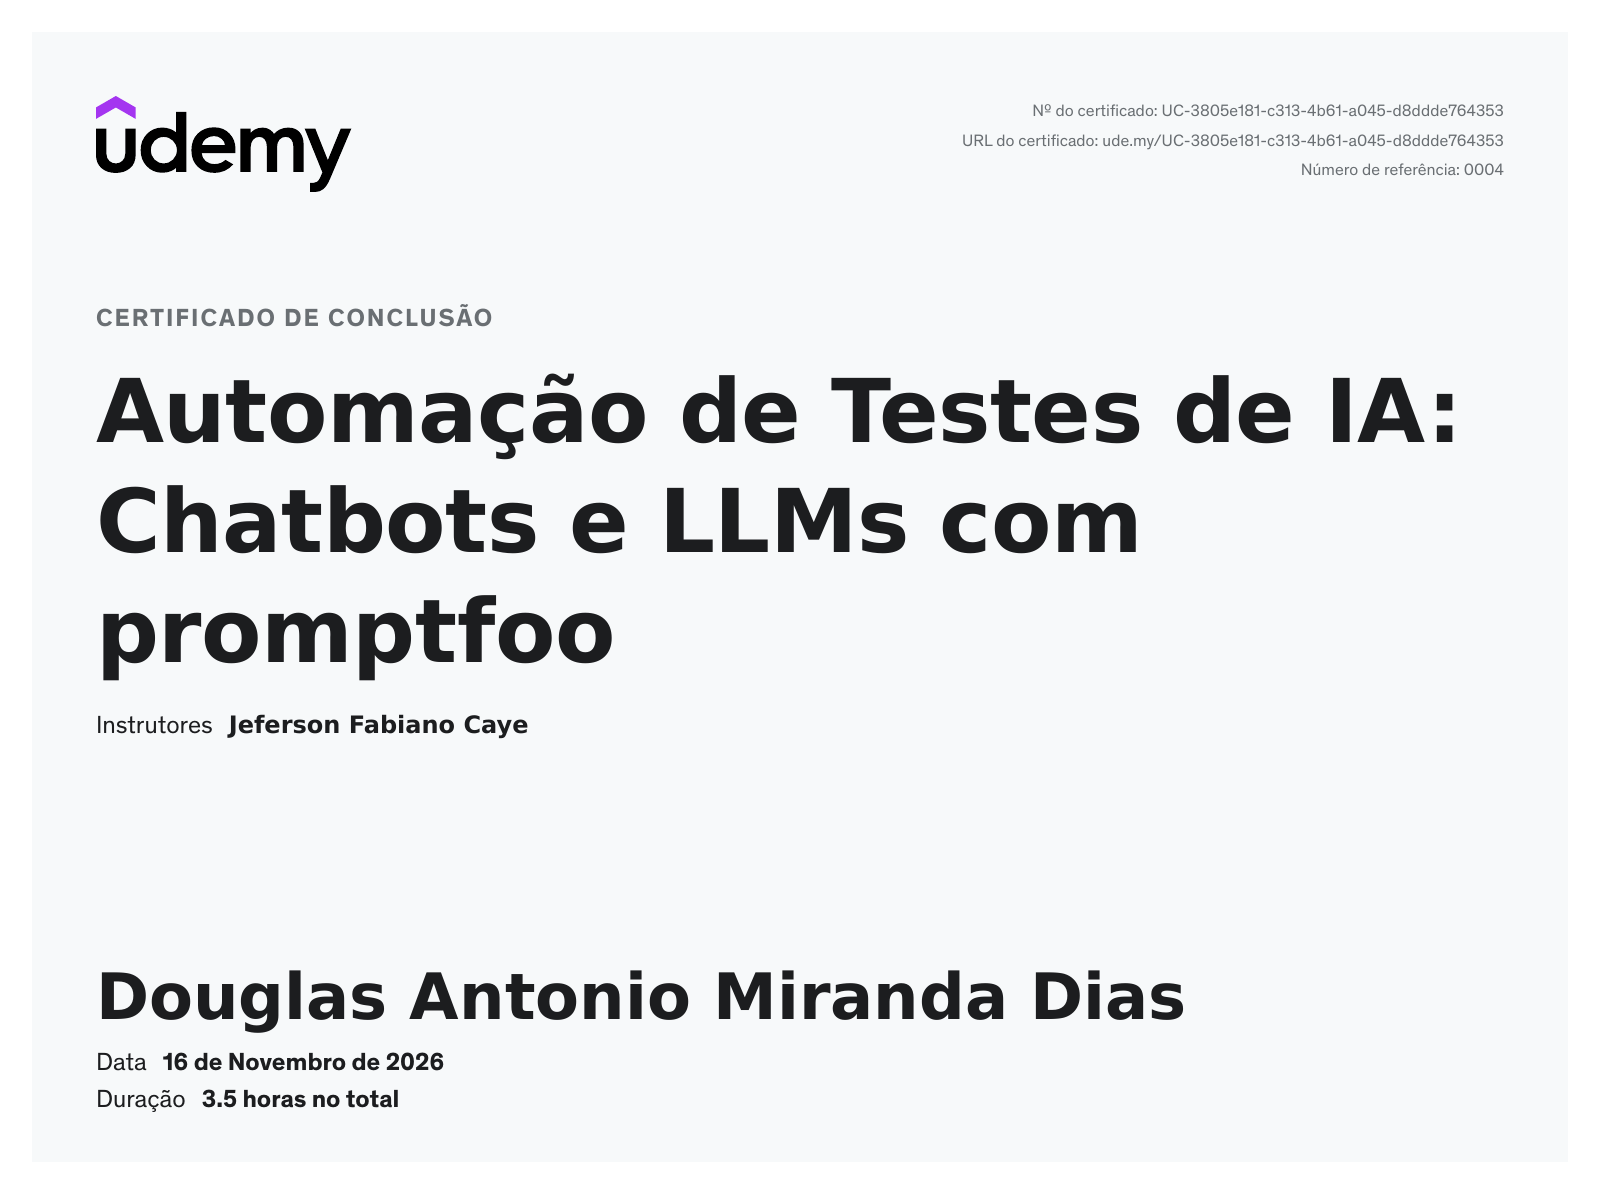 udemy
Nº do certificado: UC-3805e181-c313-4b61-a045-d8ddde764353
URL do certificado: ude.my/UC-3805e181-c313-4b61-a045-d8ddde764353
Número de referência: 0004
CERTIFICADO DE CONCLUSÃO
Automação de Testes de IA:
Chatbots e LLMs com
promptfoo
Instrutores Jeferson Fabiano Caye
Douglas Antonio Miranda Dias
Data 16 de Novembro de 2026
Duração 3.5 horas no total